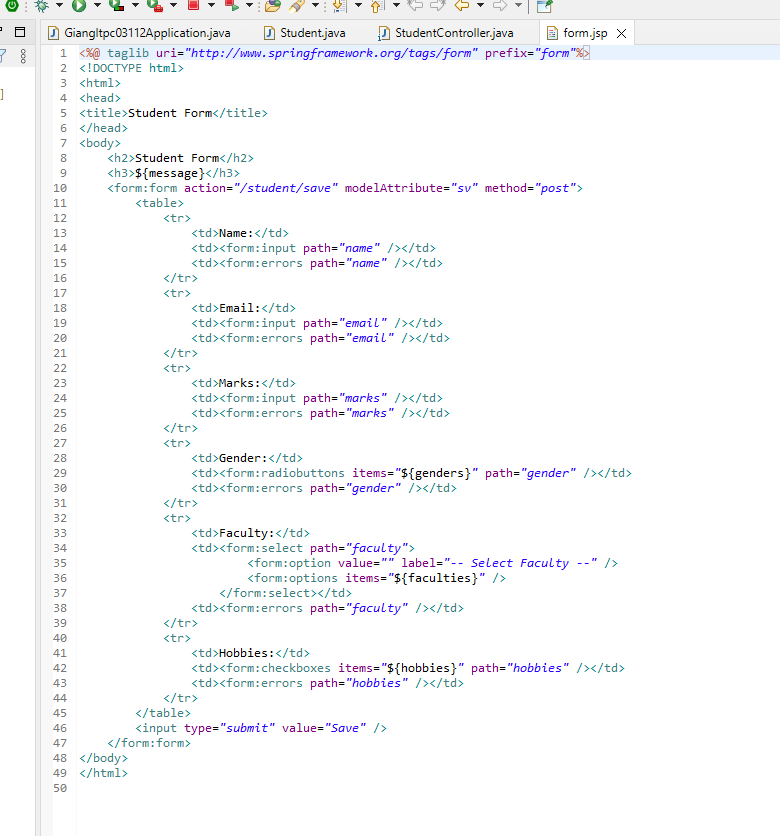 Giangltpc03112Application.java Student.java StudentController.java form.jsp
1 <%@ taglib uri="http://www.springframework.org/tags/form" prefix="form"%>
2 <!DOCTYPE html>
3 <html>
4 <head>
5 <title>Student Form</title>
6 </head>
7 <body>
8     <h2>Student Form</h2>
9     <h3>${message}</h3>
10     <form:form action="/student/save" modelAttribute="sv" method="post">
11         <table>
12             <tr>
13                 <td>Name:</td>
14                 <td><form:input path="name" /></td>
15                 <td><form:errors path="name" /></td>
16             </tr>
17             <tr>
18                 <td>Email:</td>
19                 <td><form:input path="email" /></td>
20                 <td><form:errors path="email" /></td>
21             </tr>
22             <tr>
23                 <td>Marks:</td>
24                 <td><form:input path="marks" /></td>
25                 <td><form:errors path="marks" /></td>
26             </tr>
27             <tr>
28                 <td>Gender:</td>
29                 <td><form:radiobuttons items="${genders}" path="gender" /></td>
30                 <td><form:errors path="gender" /></td>
31             </tr>
32             <tr>
33                 <td>Faculty:</td>
34                 <td><form:select path="faculty">
35                         <form:option value="" label="-- Select Faculty --" />
36                         <form:options items="${faculties}" />
37                     </form:select></td>
38                 <td><form:errors path="faculty" /></td>
39             </tr>
40             <tr>
41                 <td>Hobbies:</td>
42                 <td><form:checkboxes items="${hobbies}" path="hobbies" /></td>
43                 <td><form:errors path="hobbies" /></td>
44             </tr>
45         </table>
46         <input type="submit" value="Save" />
47     </form:form>
48 </body>
49 </html>
50